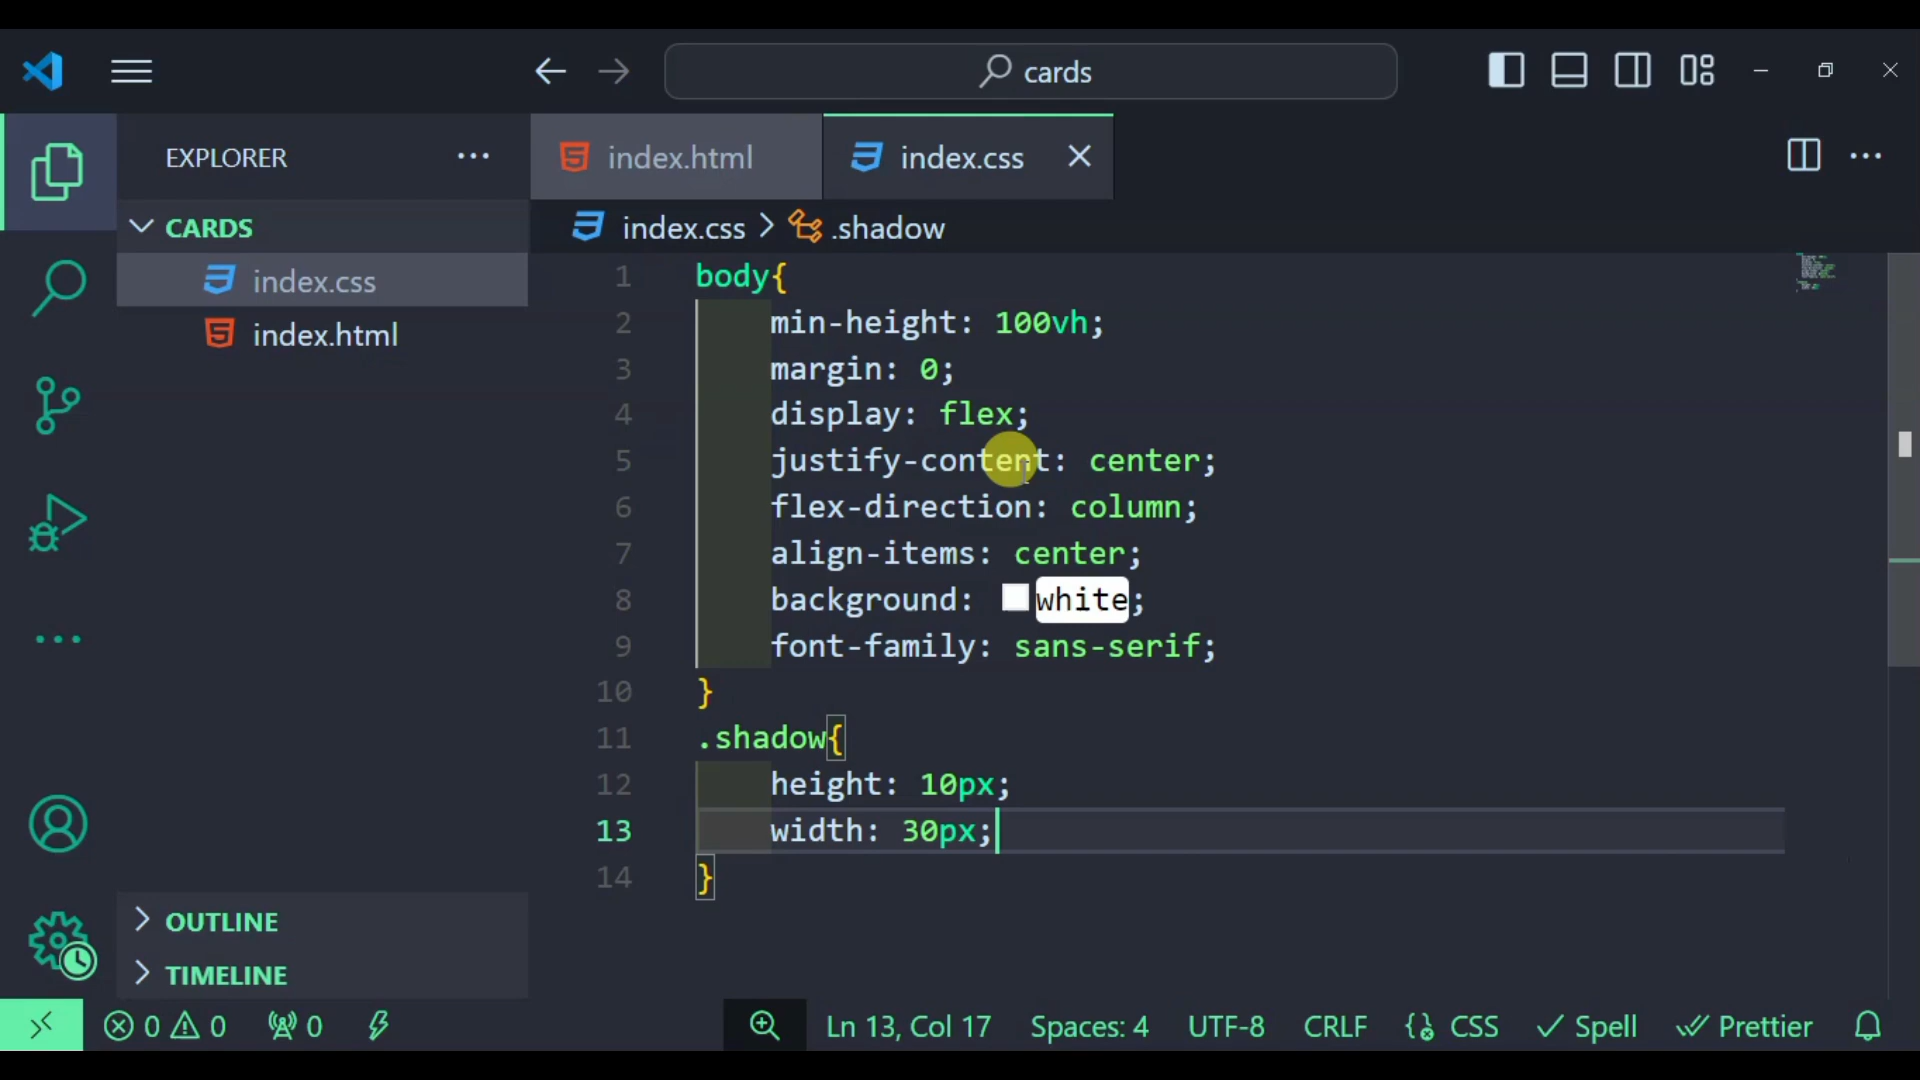 cards
EXPLORER
index.html
index.css
CARDS
index.css > .shadow
index.css
index.html
1 body{
2 min-height: 100vh;
3 margin: 0;
4 display: flex;
5 justify-content: center;
6 flex-direction: column;
7 align-items: center;
8 background: white;
9 font-family: sans-serif;
10 }
11 .shadow{
12 height: 10px;
13 width: 30px;
14 }
OUTLINE
TIMELINE
0 0 0 Ln 13, Col 17 Spaces: 4 UTF-8 CRLF CSS Spell Prettier